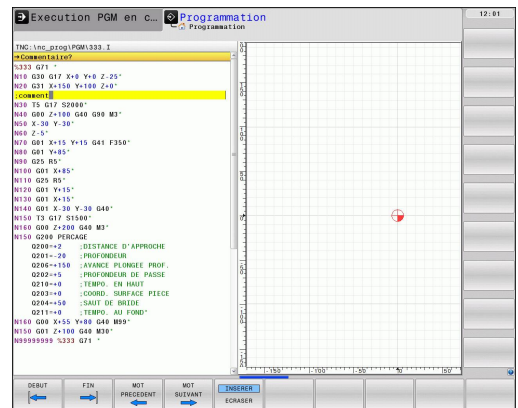 Execution PGM en c...
Programmation
Programmation
12:01
TNC:\nc_prog\PGM\333.I
→Commentaire?
%333 G71 *
N10 G30 G17 X+0 Y+0 Z-25*
N20 G31 X+150 Y+100 Z+0*
;comment
N30 T5 G17 S2000*
N40 G00 Z+100 G40 G90 M3*
N50 X-30 Y-30*
N60 Z-5*
N70 G01 X+15 Y+15 G41 F350*
N80 G01 Y+85*
N90 G25 R5*
N100 G01 X+85*
N110 G25 R5*
N120 G01 Y+15*
N130 G01 X+15*
N140 G01 X-30 Y-30 G40*
N150 T3 G17 S1500*
N160 G00 Z+200 G40 M3*
N150 G200 PERCAGE
Q200=+2 ;DISTANCE D'APPROCHE
Q201=-20 ;PROFONDEUR
Q206=+150 ;AVANCE PLONGEE PROF.
Q202=+5 ;PROFONDEUR DE PASSE
Q210=+0 ;TEMPO. EN HAUT
Q203=+0 ;COORD. SURFACE PIECE
Q204=+50 ;SAUT DE BRIDE
Q211=+0 ;TEMPO. AU FOND*
N160 G00 X+55 Y+80 G40 M99*
N150 G01 Z+100 G40 M30*
N99999999 %333 G71 *
-150 -100 -50 50
DEBUT
FIN
MOT PRECEDENT
MOT SUIVANT
INSERER
ECRASER